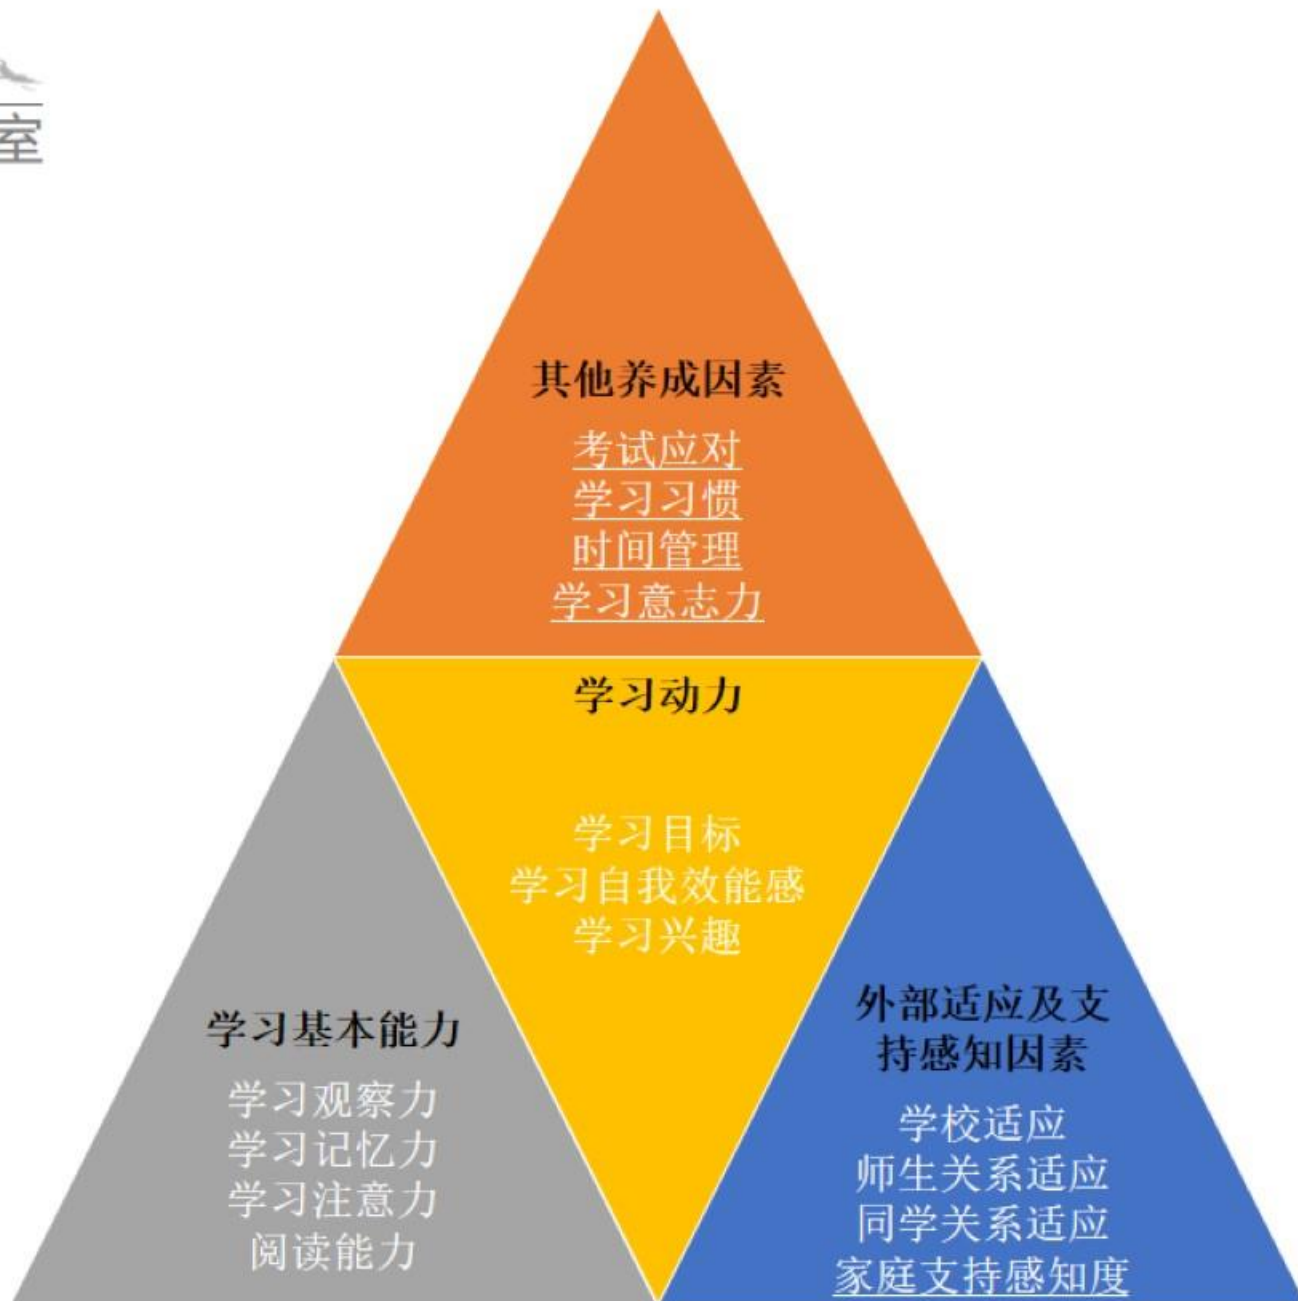 室
其他养成因素
考试应对
学习习惯
时间管理
学习意志力
学习动力
学习目标
学习自我效能感
学习兴趣
学习基本能力
学习观察力
学习记忆力
学习注意力
阅读能力
外部适应及支
持感知因素
学校适应
师生关系适应
同学关系适应
家庭支持感知度